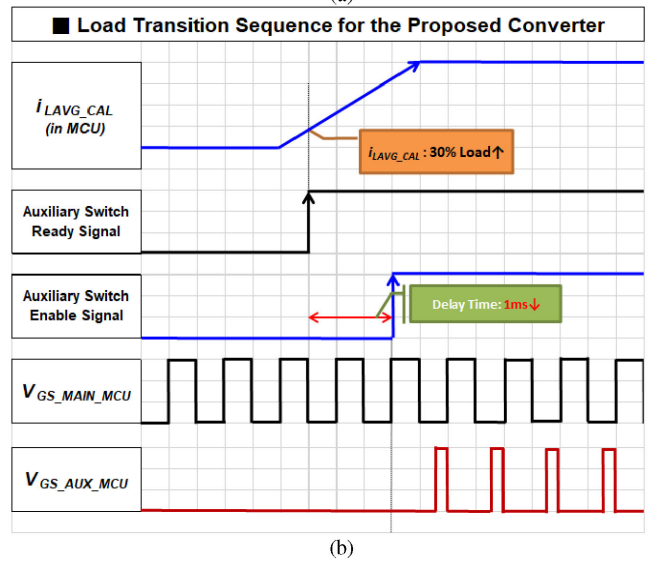 ■ Load Transition Sequence for the Proposed Converter
i LAVG_CAL
(in MCU)
iLAVG_CAL : 30% Load↑
Auxiliary Switch
Ready Signal
Auxiliary Switch
Enable Signal
Delay Time: 1ms↓
VGS_MAIN_MCU
VGS_AUX_MCU
(b)